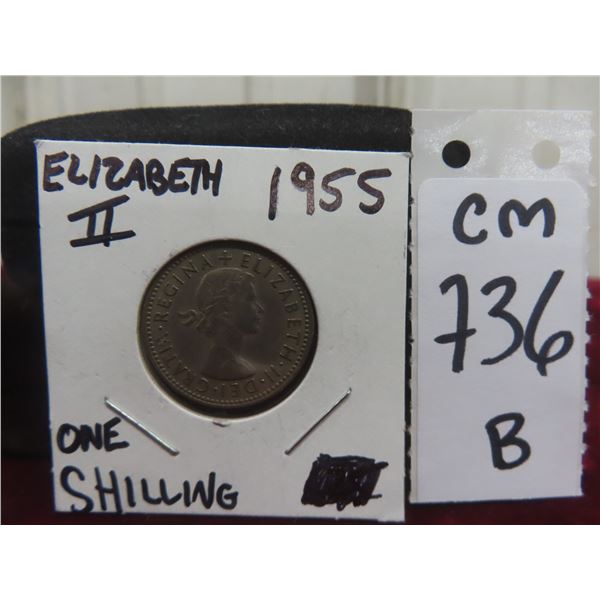 ELIZABETH
II
1955
+ ELIZABETH · II · DEI · GRATIA · REGINA
ONE
SHILLING
CM
736
B